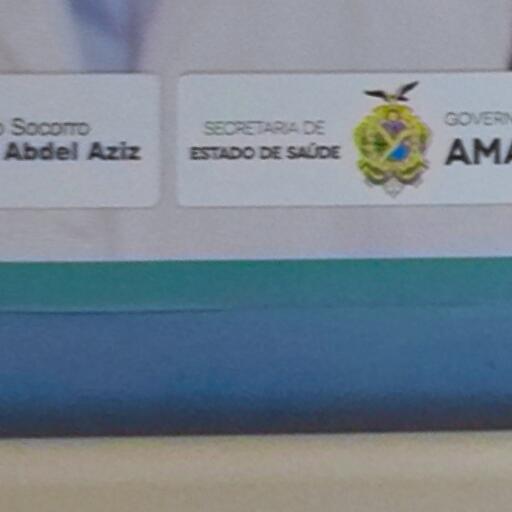 o Socorro
Abdel Aziz
SECRETARIA DE
ESTADO DE SAÚDE
GOVERN
AMA